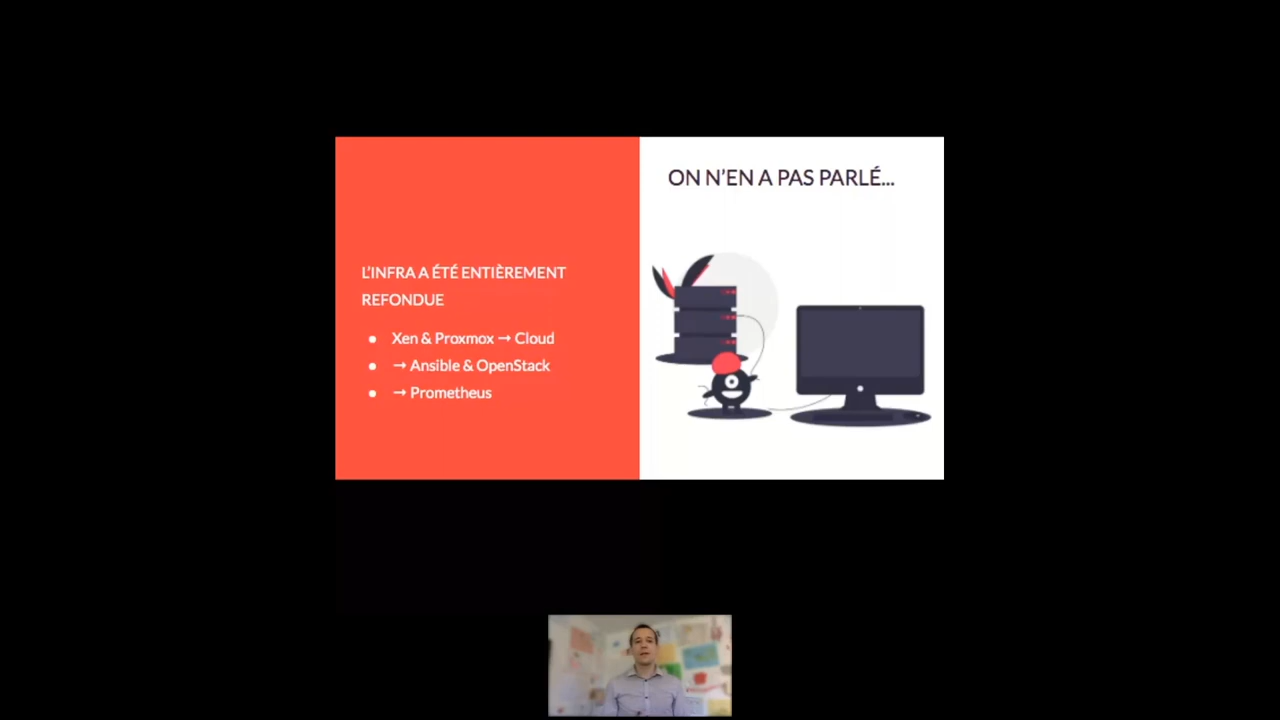 ON N'EN A PAS PARLÉ...
L'INFRA A ÉTÉ ENTIÈREMENT
REFONDUE
● Xen & Proxmox → Cloud
● → Ansible & OpenStack
● → Prometheus